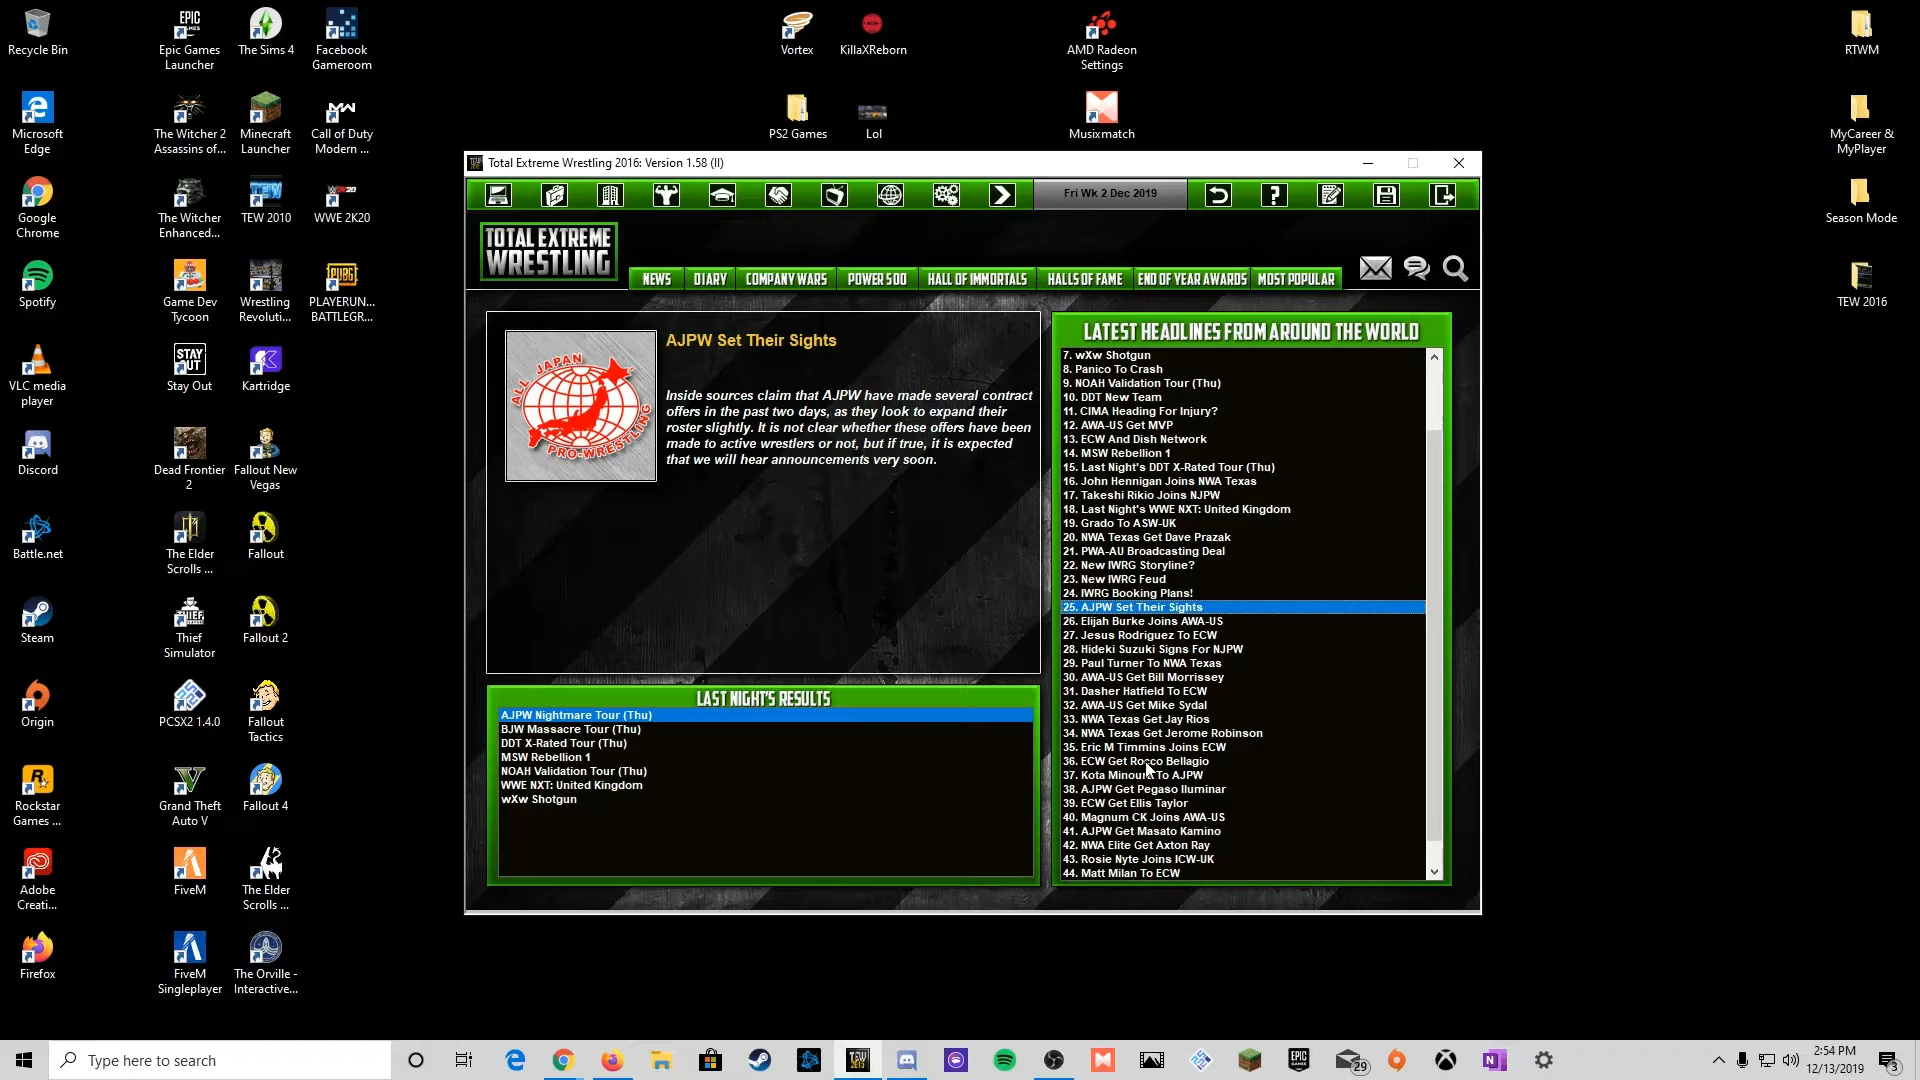 Recycle Bin
Epic Games
Launcher
The Sims 4
Facebook
Gameroom
Vortex
KillaXReborn
AMD Radeon
Settings
RTWM
Microsoft
Edge
The Witcher 2
Assassins of...
Minecraft
Launcher
Call of Duty
Modern ...
PS2 Games
Lol
Musixmatch
MyCareer &
MyPlayer
Google
Chrome
The Witcher
Enhanced...
TEW 2010
WWE 2K20
Season Mode
Spotify
Game Dev
Tycoon
Wrestling
Revoluti...
PLAYERUN...
BATTLEGR...
TEW 2016
VLC media
player
Stay Out
Kartridge
Discord
Dead Frontier
2
Fallout New
Vegas
Battle.net
The Elder
Scrolls ...
Fallout
Steam
Thief
Simulator
Fallout 2
Origin
PCSX2 1.4.0
Fallout
Tactics
Rockstar
Games ...
Grand Theft
Auto V
Fallout 4
Adobe
Creati...
FiveM
The Elder
Scrolls ...
Firefox
FiveM
Singleplayer
The Orville -
Interactive...
Total Extreme Wrestling 2016: Version 1.58 (II)
Fri Wk 2 Dec 2019
TOTAL EXTREME
WRESTLING
NEWS
DIARY
COMPANY WARS
POWER 500
HALL OF IMMORTALS
HALLS OF FAME
END OF YEAR AWARDS
MOST POPULAR
ALL JAPAN
PRO-WRESTLING
AJPW Set Their Sights
Inside sources claim that AJPW have made several contract
offers in the past two days, as they look to expand their
roster slightly. It is not clear whether these offers have been
made to active wrestlers or not, but if true, it is expected
that we will hear announcements very soon.
LAST NIGHT'S RESULTS
AJPW Nightmare Tour (Thu)
BJW Massacre Tour (Thu)
DDT X-Rated Tour (Thu)
MSW Rebellion 1
NOAH Validation Tour (Thu)
WWE NXT: United Kingdom
wXw Shotgun
LATEST HEADLINES FROM AROUND THE WORLD
7. wXw Shotgun
8. Panico To Crash
9. NOAH Validation Tour (Thu)
10. DDT New Team
11. CIMA Heading For Injury?
12. AWA-US Get MVP
13. ECW And Dish Network
14. MSW Rebellion 1
15. Last Night's DDT X-Rated Tour (Thu)
16. John Hennigan Joins NWA Texas
17. Takeshi Rikio Joins NJPW
18. Last Night's WWE NXT: United Kingdom
19. Grado To ASW-UK
20. NWA Texas Get Dave Prazak
21. PWA-AU Broadcasting Deal
22. New IWRG Storyline?
23. New IWRG Feud
24. IWRG Booking Plans!
25. AJPW Set Their Sights
26. Elijah Burke Joins AWA-US
27. Jesus Rodriguez To ECW
28. Hideki Suzuki Signs For NJPW
29. Paul Turner To NWA Texas
30. AWA-US Get Bill Morrissey
31. Dasher Hatfield To ECW
32. AWA-US Get Mike Sydal
33. NWA Texas Get Jay Rios
34. NWA Texas Get Jerome Robinson
35. Eric M Timmins Joins ECW
36. ECW Get Rocco Bellagio
37. Kota Minoura To AJPW
38. AJPW Get Pegaso Iluminar
39. ECW Get Ellis Taylor
40. Magnum CK Joins AWA-US
41. AJPW Get Masato Kamino
42. NWA Elite Get Axton Ray
43. Rosie Nyte Joins ICW-UK
44. Matt Milan To ECW
Type here to search
29
2:54 PM
12/13/2019
3